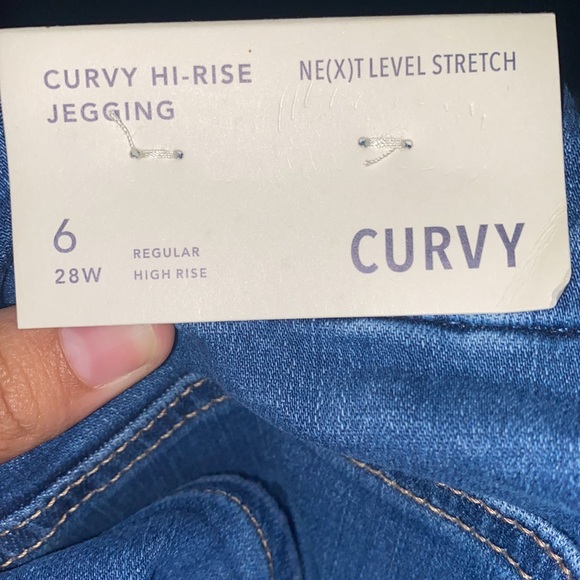 CURVY HI-RISE
JEGGING
NE(X)T LEVEL STRETCH
6
28W
REGULAR
HIGH RISE
CURVY